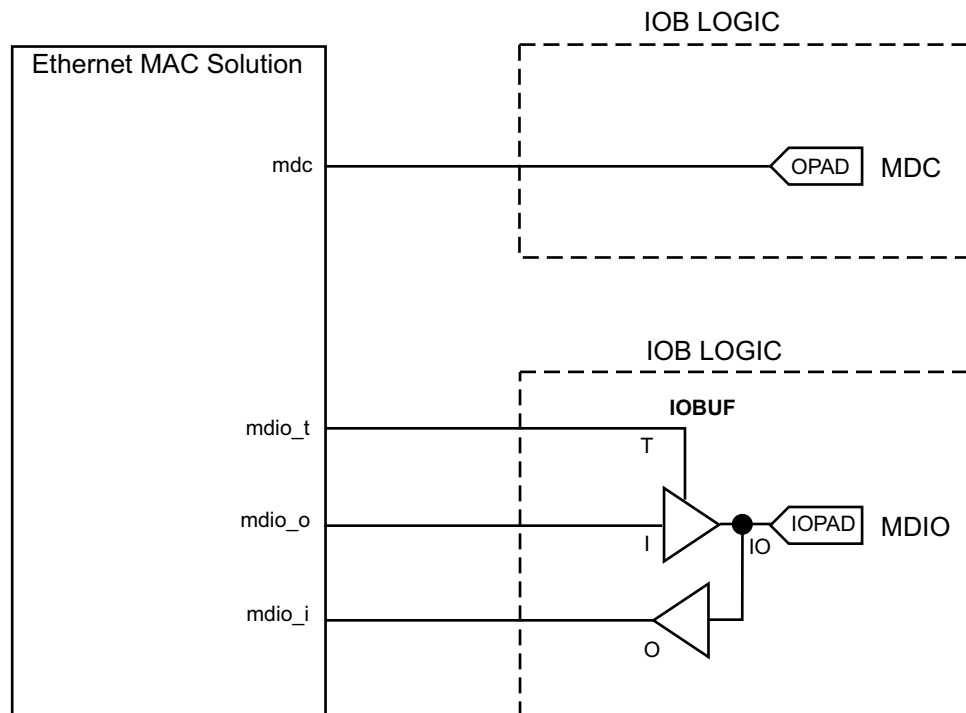 IOB LOGIC
Ethernet MAC Solution
mdc
OPAD
MDC
IOB LOGIC
IOBUF
mdio_t
T
mdio_o
I
IO
IOPAD
MDIO
mdio_i
O